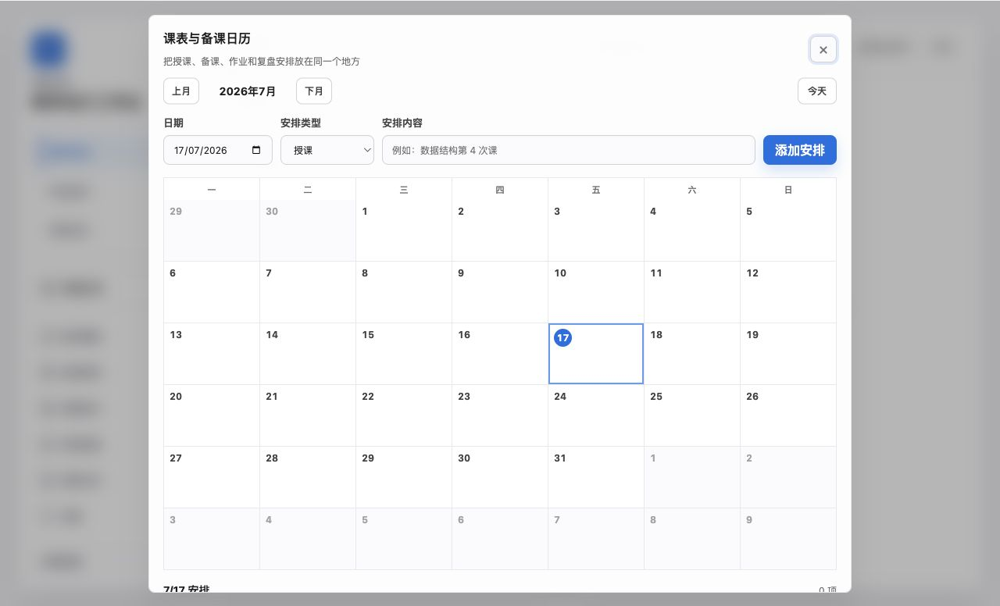 课表与备课日历
把授课、备课、作业和复盘安排放在同一个地方
上月 2026年7月 下月 今天
日期 安排类型 安排内容
17/07/2026 授课 例如：数据结构第 4 次课 添加安排
一 二 三 四 五 六 日
29 30 1 2 3 4 5
6 7 8 9 10 11 12
13 14 15 16 17 18 19
20 21 22 23 24 25 26
27 28 29 30 31 1 2
3 4 5 6 7 8 9
7/17 安排 0 项